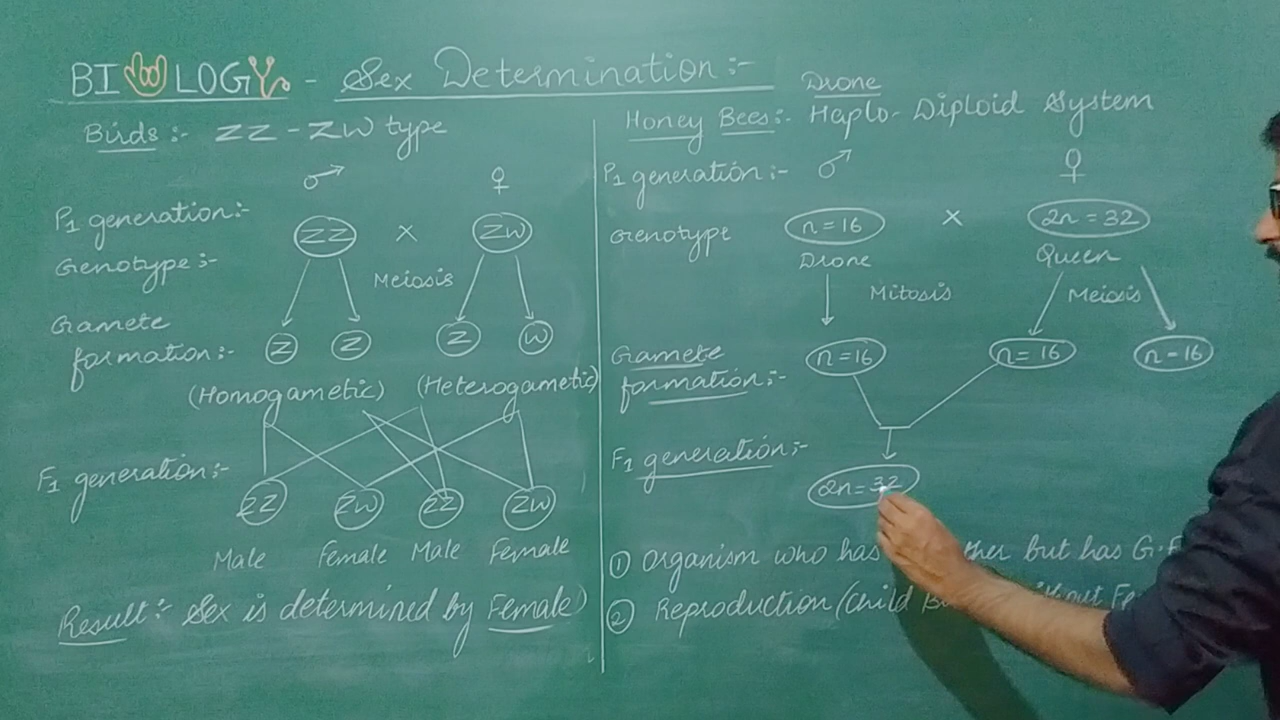 BIOLOGY - Sex Determination:-
Birds:- ZZ - ZW type
♂ ♀
P1 generation:-
Genotype:-
ZZ × ZW
Meiosis
Gamete
formation:-
Z Z Z W
(Homogametic) (Heterogametic)
F1 generation:-
ZZ ZW ZZ ZW
Male Female Male Female
Result:- Sex is determined by Female)
Drone
Honey Bees:- Haplo-Diploid System
P1 generation:- ♂ ♀
Genotype n=16 × 2n=32
Drone Queen
Mitosis Meiosis
Gamete
formation:-
n=16 n=16 n=16
F1 generation:-
2n=32
① Organism who has but has G.F
② Reproduction (Child